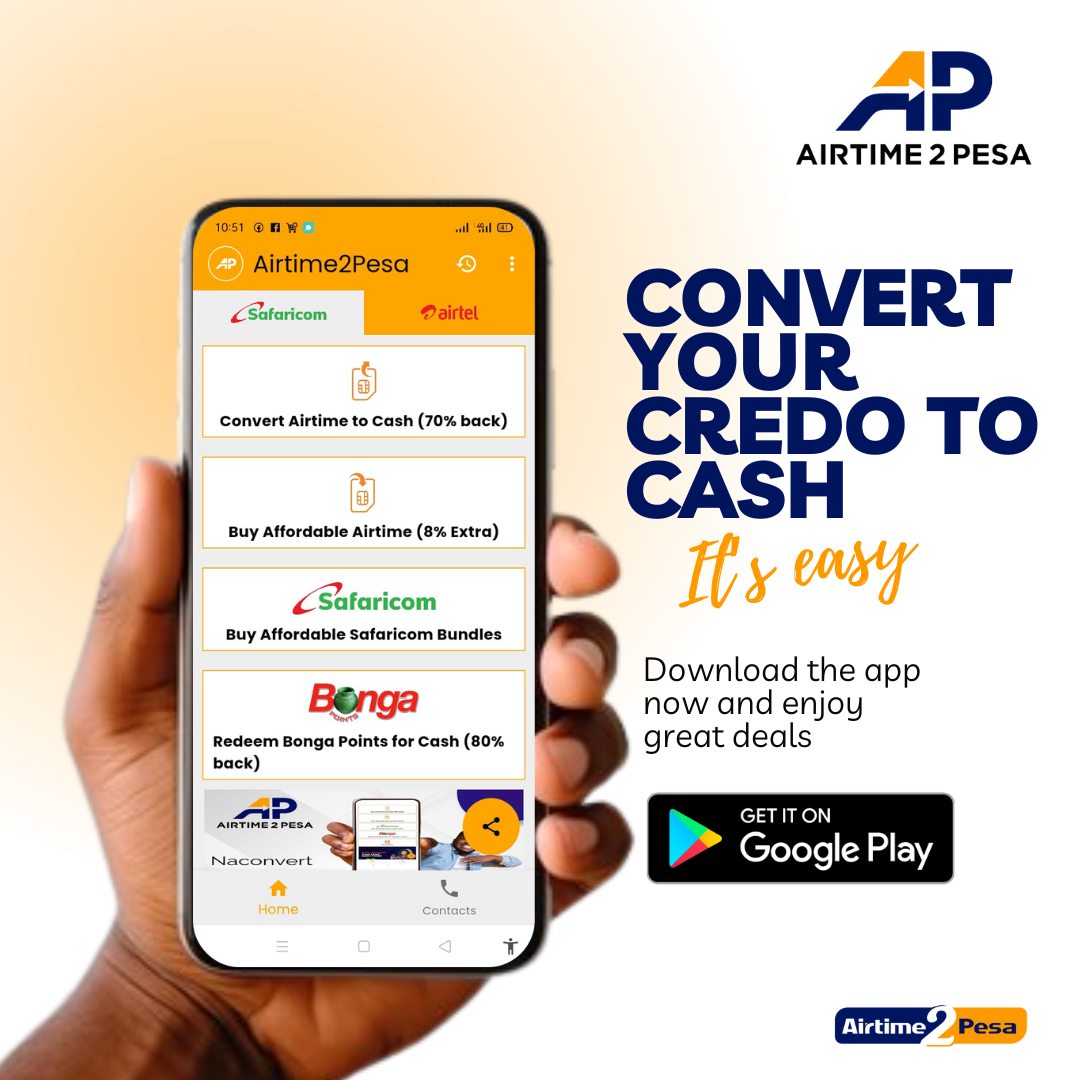 AP
AIRTIME 2 PESA
10:51
4G
41
AP
Airtime2Pesa
Safaricom
airtel
Convert Airtime to Cash (70% back)
Buy Affordable Airtime (8% Extra)
Safaricom
Buy Affordable Safaricom Bundles
Bonga
POINTS
Redeem Bonga Points for Cash (80%
back)
AP
AIRTIME 2 PESA
Naconvert
Home
Contacts
CONVERT
YOUR
CREDO TO
CASH
It's easy
Download the app
now and enjoy
great deals
GET IT ON
Google Play
Airtime2Pesa